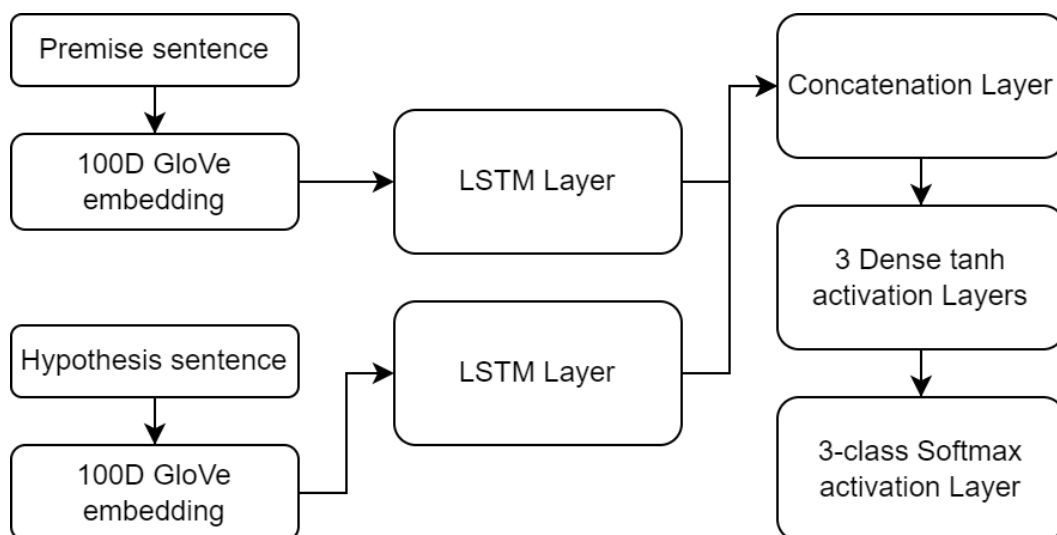 Premise sentence
100D GloVe
embedding
LSTM Layer
Hypothesis sentence
100D GloVe
embedding
LSTM Layer
Concatenation Layer
3 Dense tanh
activation Layers
3-class Softmax
activation Layer